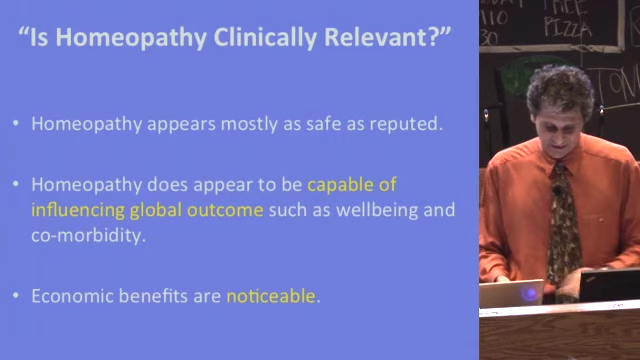 “Is Homeopathy Clinically Relevant?”
• Homeopathy appears mostly as safe as reputed.
• Homeopathy does appear to be capable of
influencing global outcome such as wellbeing and
co-morbidity.
• Economic benefits are noticeable.
FREE
PIZZA